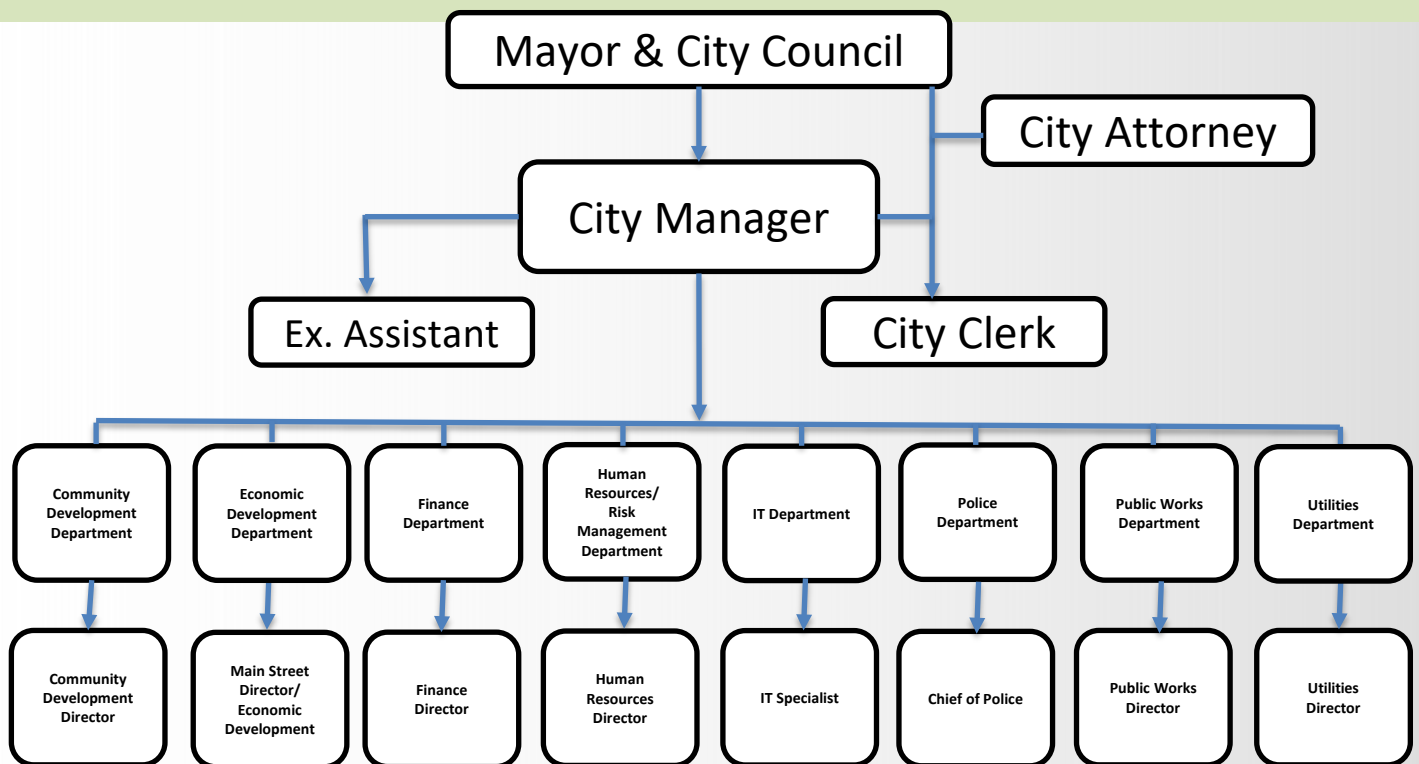 Mayor & City Council
City Attorney
City Manager
Ex. Assistant
City Clerk
Community
Development
Department
Economic
Development
Department
Finance
Department
Human
Resources/
Risk
Management
Department
IT Department
Police
Department
Public Works
Department
Utilities
Department
Community
Development
Director
Main Street
Director/
Economic
Development
Finance
Director
Human
Resources
Director
IT Specialist
Chief of Police
Public Works
Director
Utilities
Director